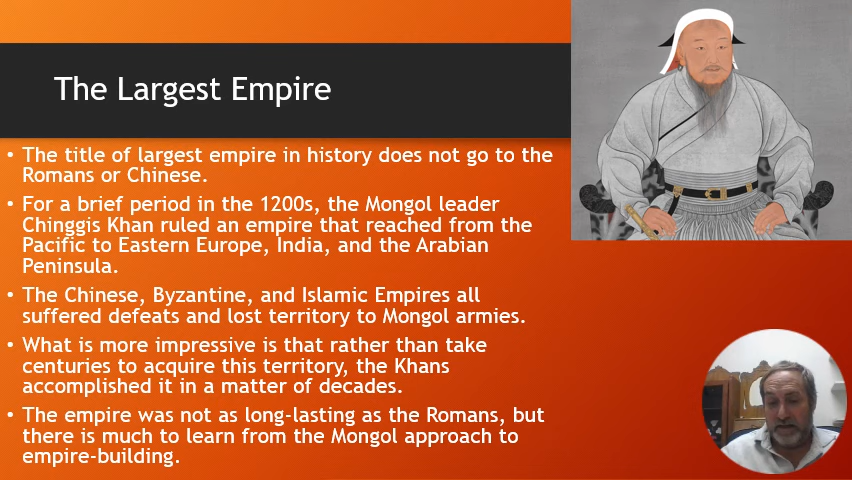 The Largest Empire
• The title of largest empire in history does not go to the
Romans or Chinese.
• For a brief period in the 1200s, the Mongol leader
Chinggis Khan ruled an empire that reached from the
Pacific to Eastern Europe, India, and the Arabian
Peninsula.
• The Chinese, Byzantine, and Islamic Empires all
suffered defeats and lost territory to Mongol armies.
• What is more impressive is that rather than take
centuries to acquire this territory, the Khans
accomplished it in a matter of decades.
• The empire was not as long-lasting as the Romans, but
there is much to learn from the Mongol approach to
empire-building.